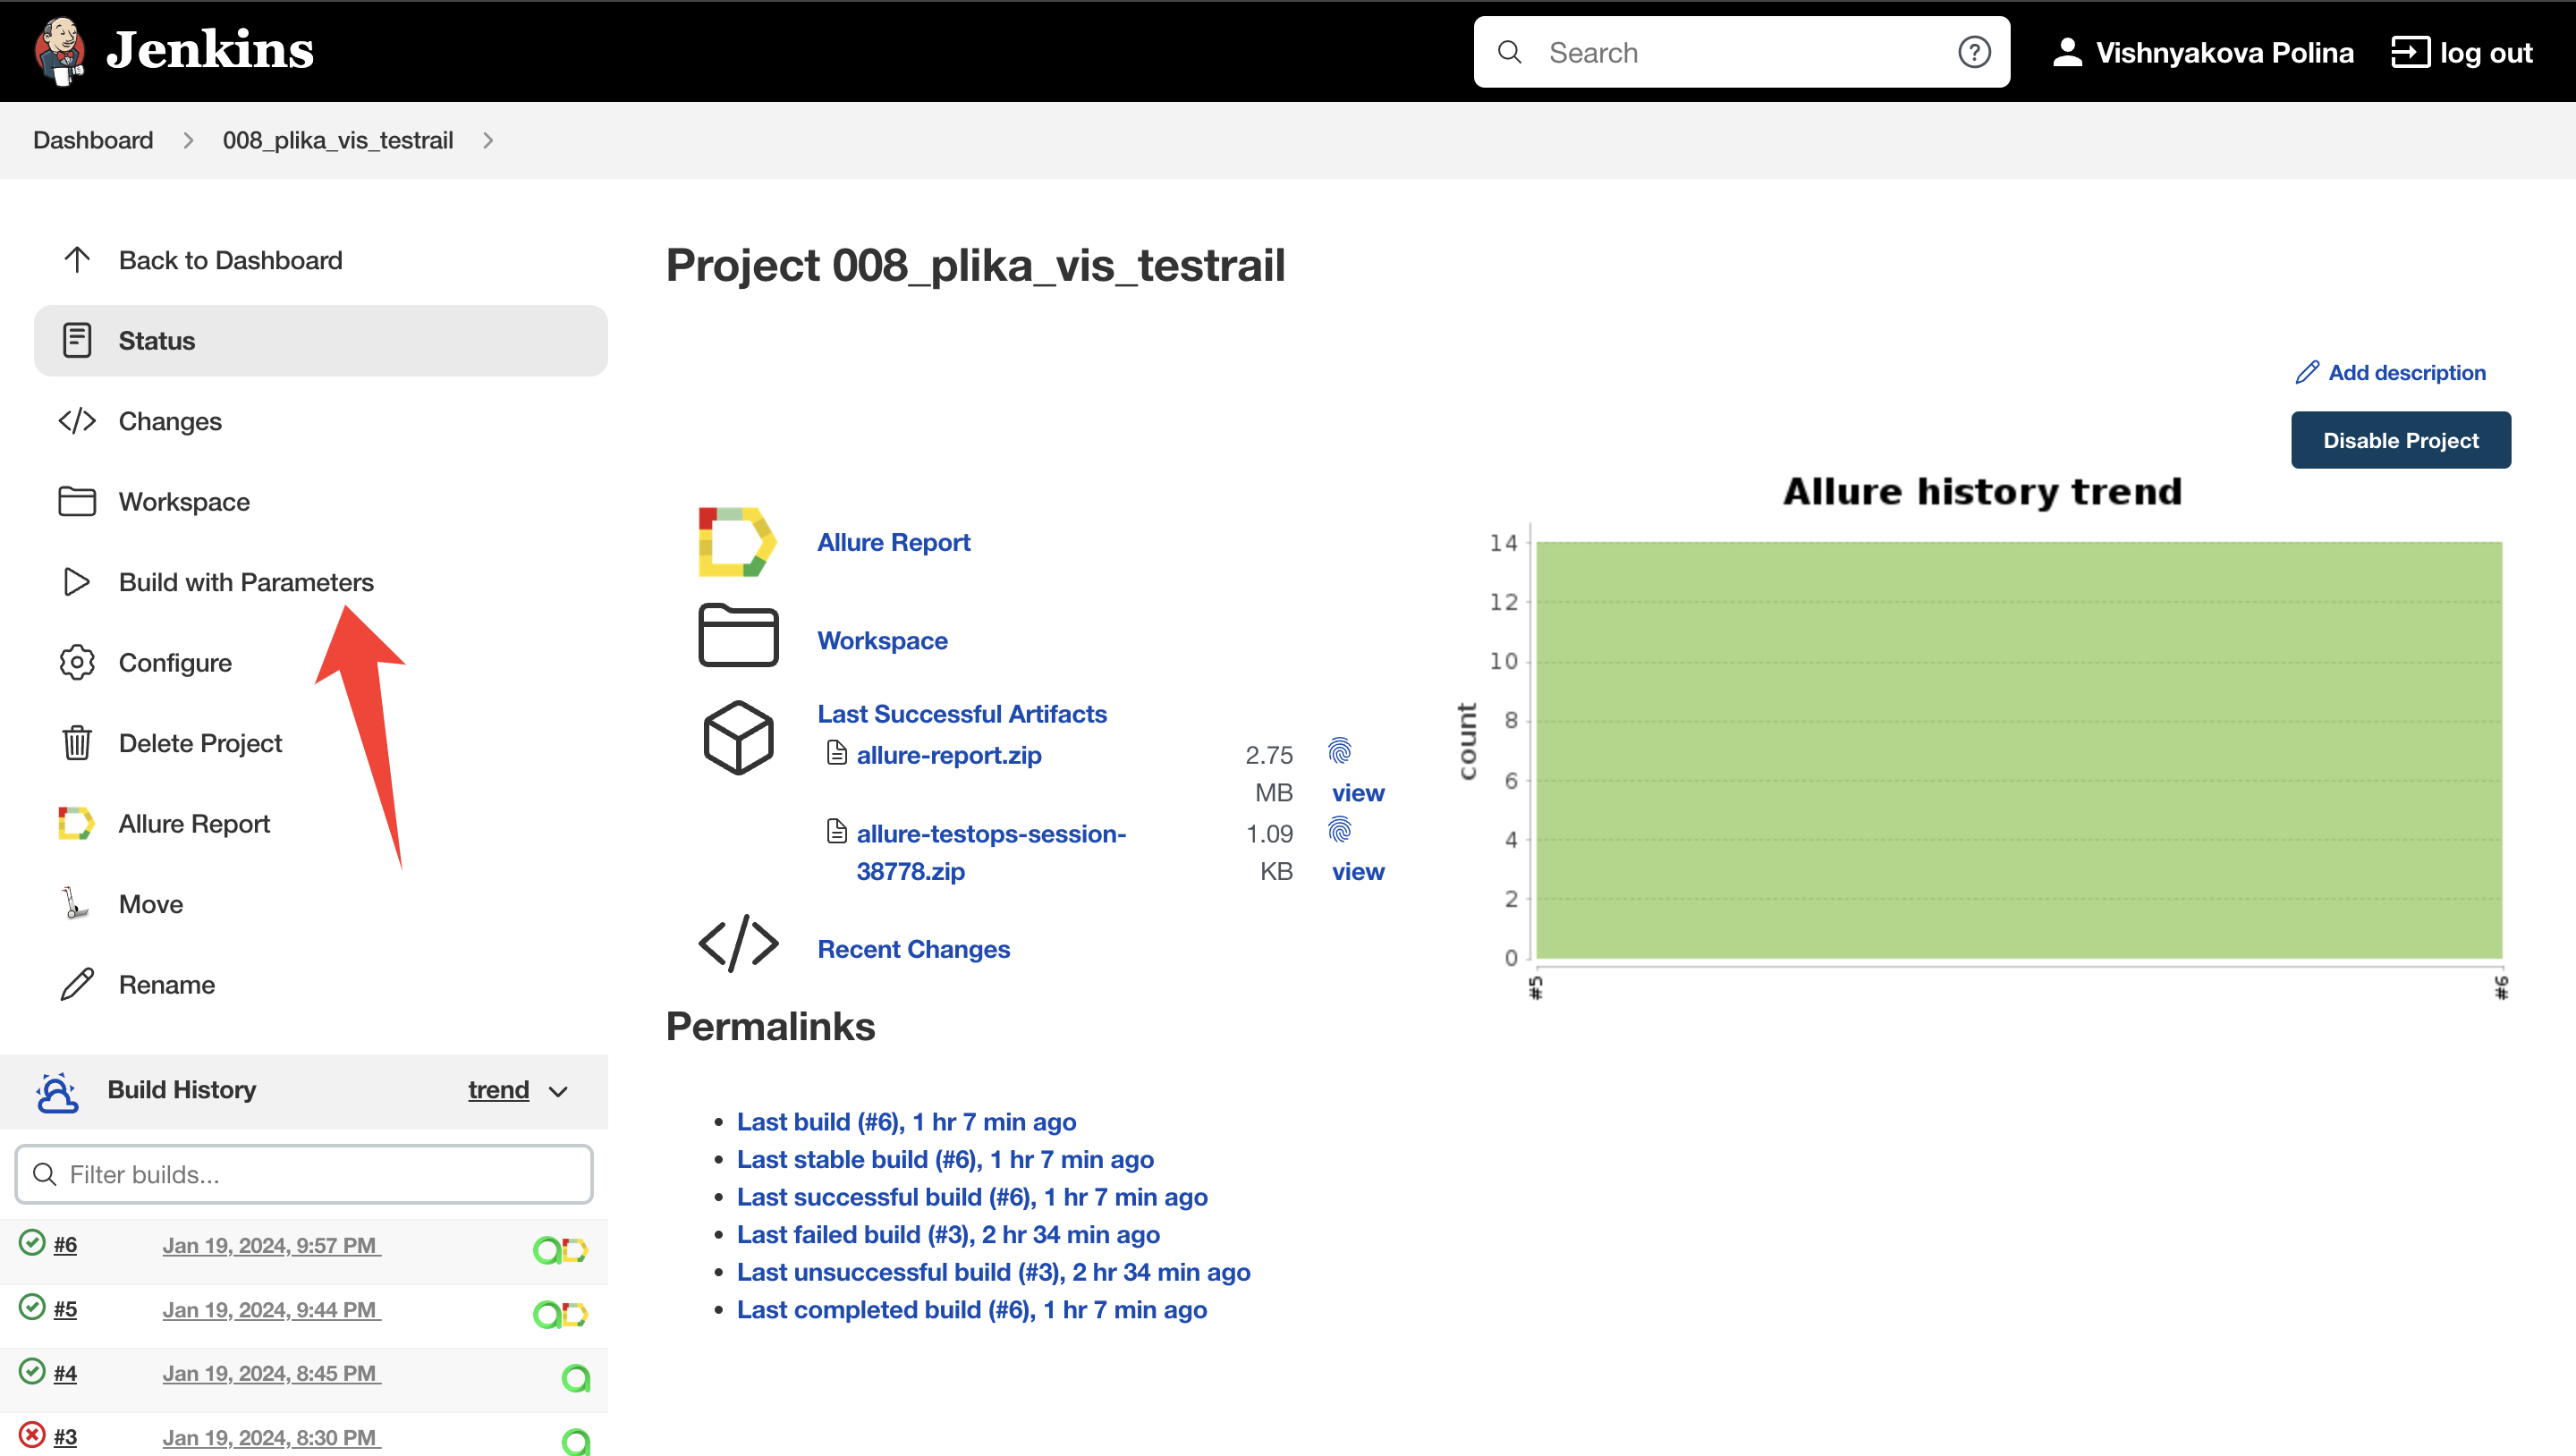 Jenkins
Search
Vishnyakova Polina
log out
Dashboard
008_plika_vis_testrail
Back to Dashboard
Status
Changes
Workspace
Build with Parameters
Configure
Delete Project
Allure Report
Move
Rename
Build History
trend
Filter builds...
#6 Jan 19, 2024, 9:57 PM
#5 Jan 19, 2024, 9:44 PM
#4 Jan 19, 2024, 8:45 PM
#3 Jan 19, 2024, 8:30 PM
Project 008_plika_vis_testrail
Add description
Disable Project
Allure Report
Workspace
Last Successful Artifacts
allure-report.zip 2.75
MB view
allure-testops-session- 1.09
38778.zip KB view
Recent Changes
Allure history trend
14
12
10
8
6
4
2
0
count
#5 #6
Permalinks
Last build (#6), 1 hr 7 min ago
Last stable build (#6), 1 hr 7 min ago
Last successful build (#6), 1 hr 7 min ago
Last failed build (#3), 2 hr 34 min ago
Last unsuccessful build (#3), 2 hr 34 min ago
Last completed build (#6), 1 hr 7 min ago